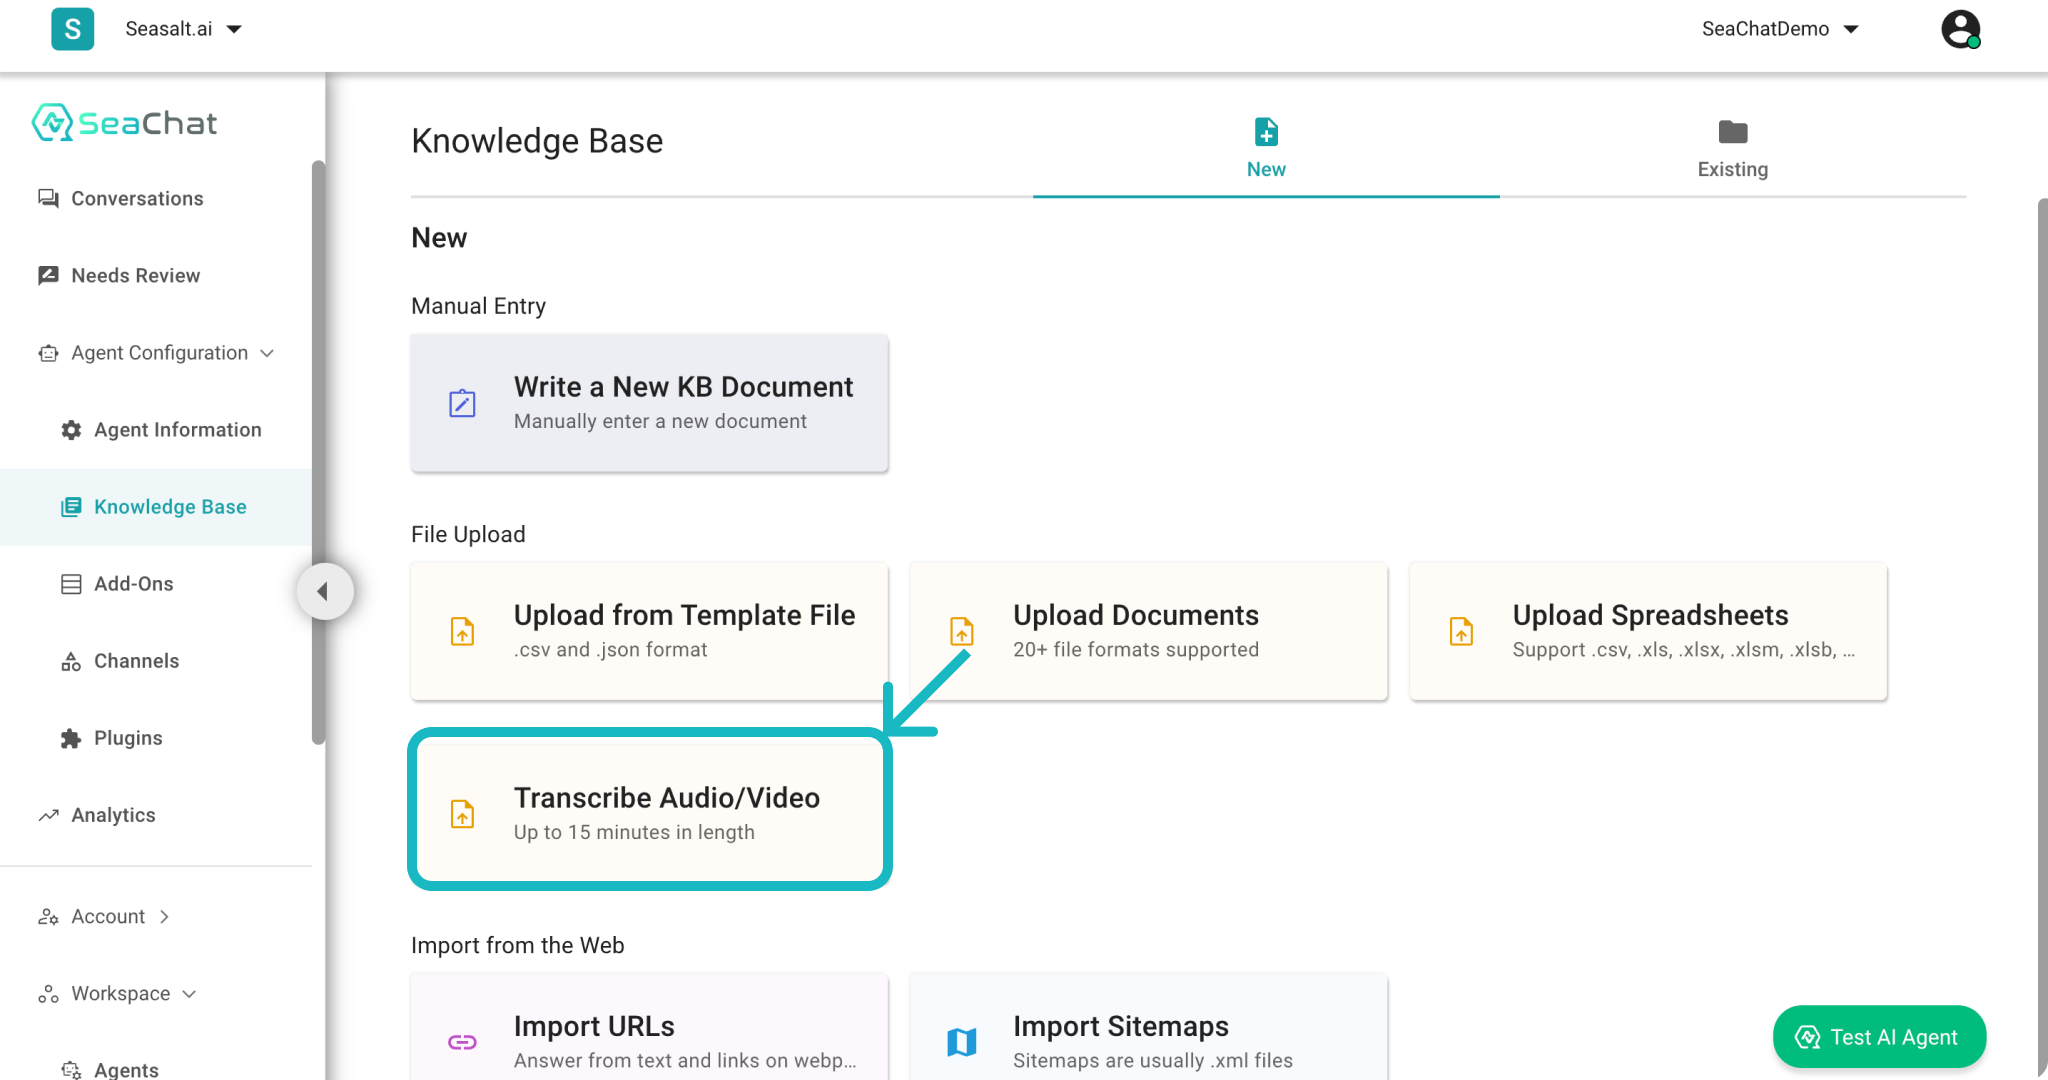 S
Seasalt.ai
SeaChatDemo
SeaChat
Conversations
Needs Review
Agent Configuration
Agent Information
Knowledge Base
Add-Ons
Channels
Plugins
Analytics
Account
Workspace
Agents
Knowledge Base
New
Existing
New
Manual Entry
Write a New KB Document
Manually enter a new document
File Upload
Upload from Template File
.csv and .json format
Upload Documents
20+ file formats supported
Upload Spreadsheets
Support .csv, .xls, .xlsx, .xlsm, .xlsb, ...
Transcribe Audio/Video
Up to 15 minutes in length
Import from the Web
Import URLs
Answer from text and links on webp...
Import Sitemaps
Sitemaps are usually .xml files
Test AI Agent